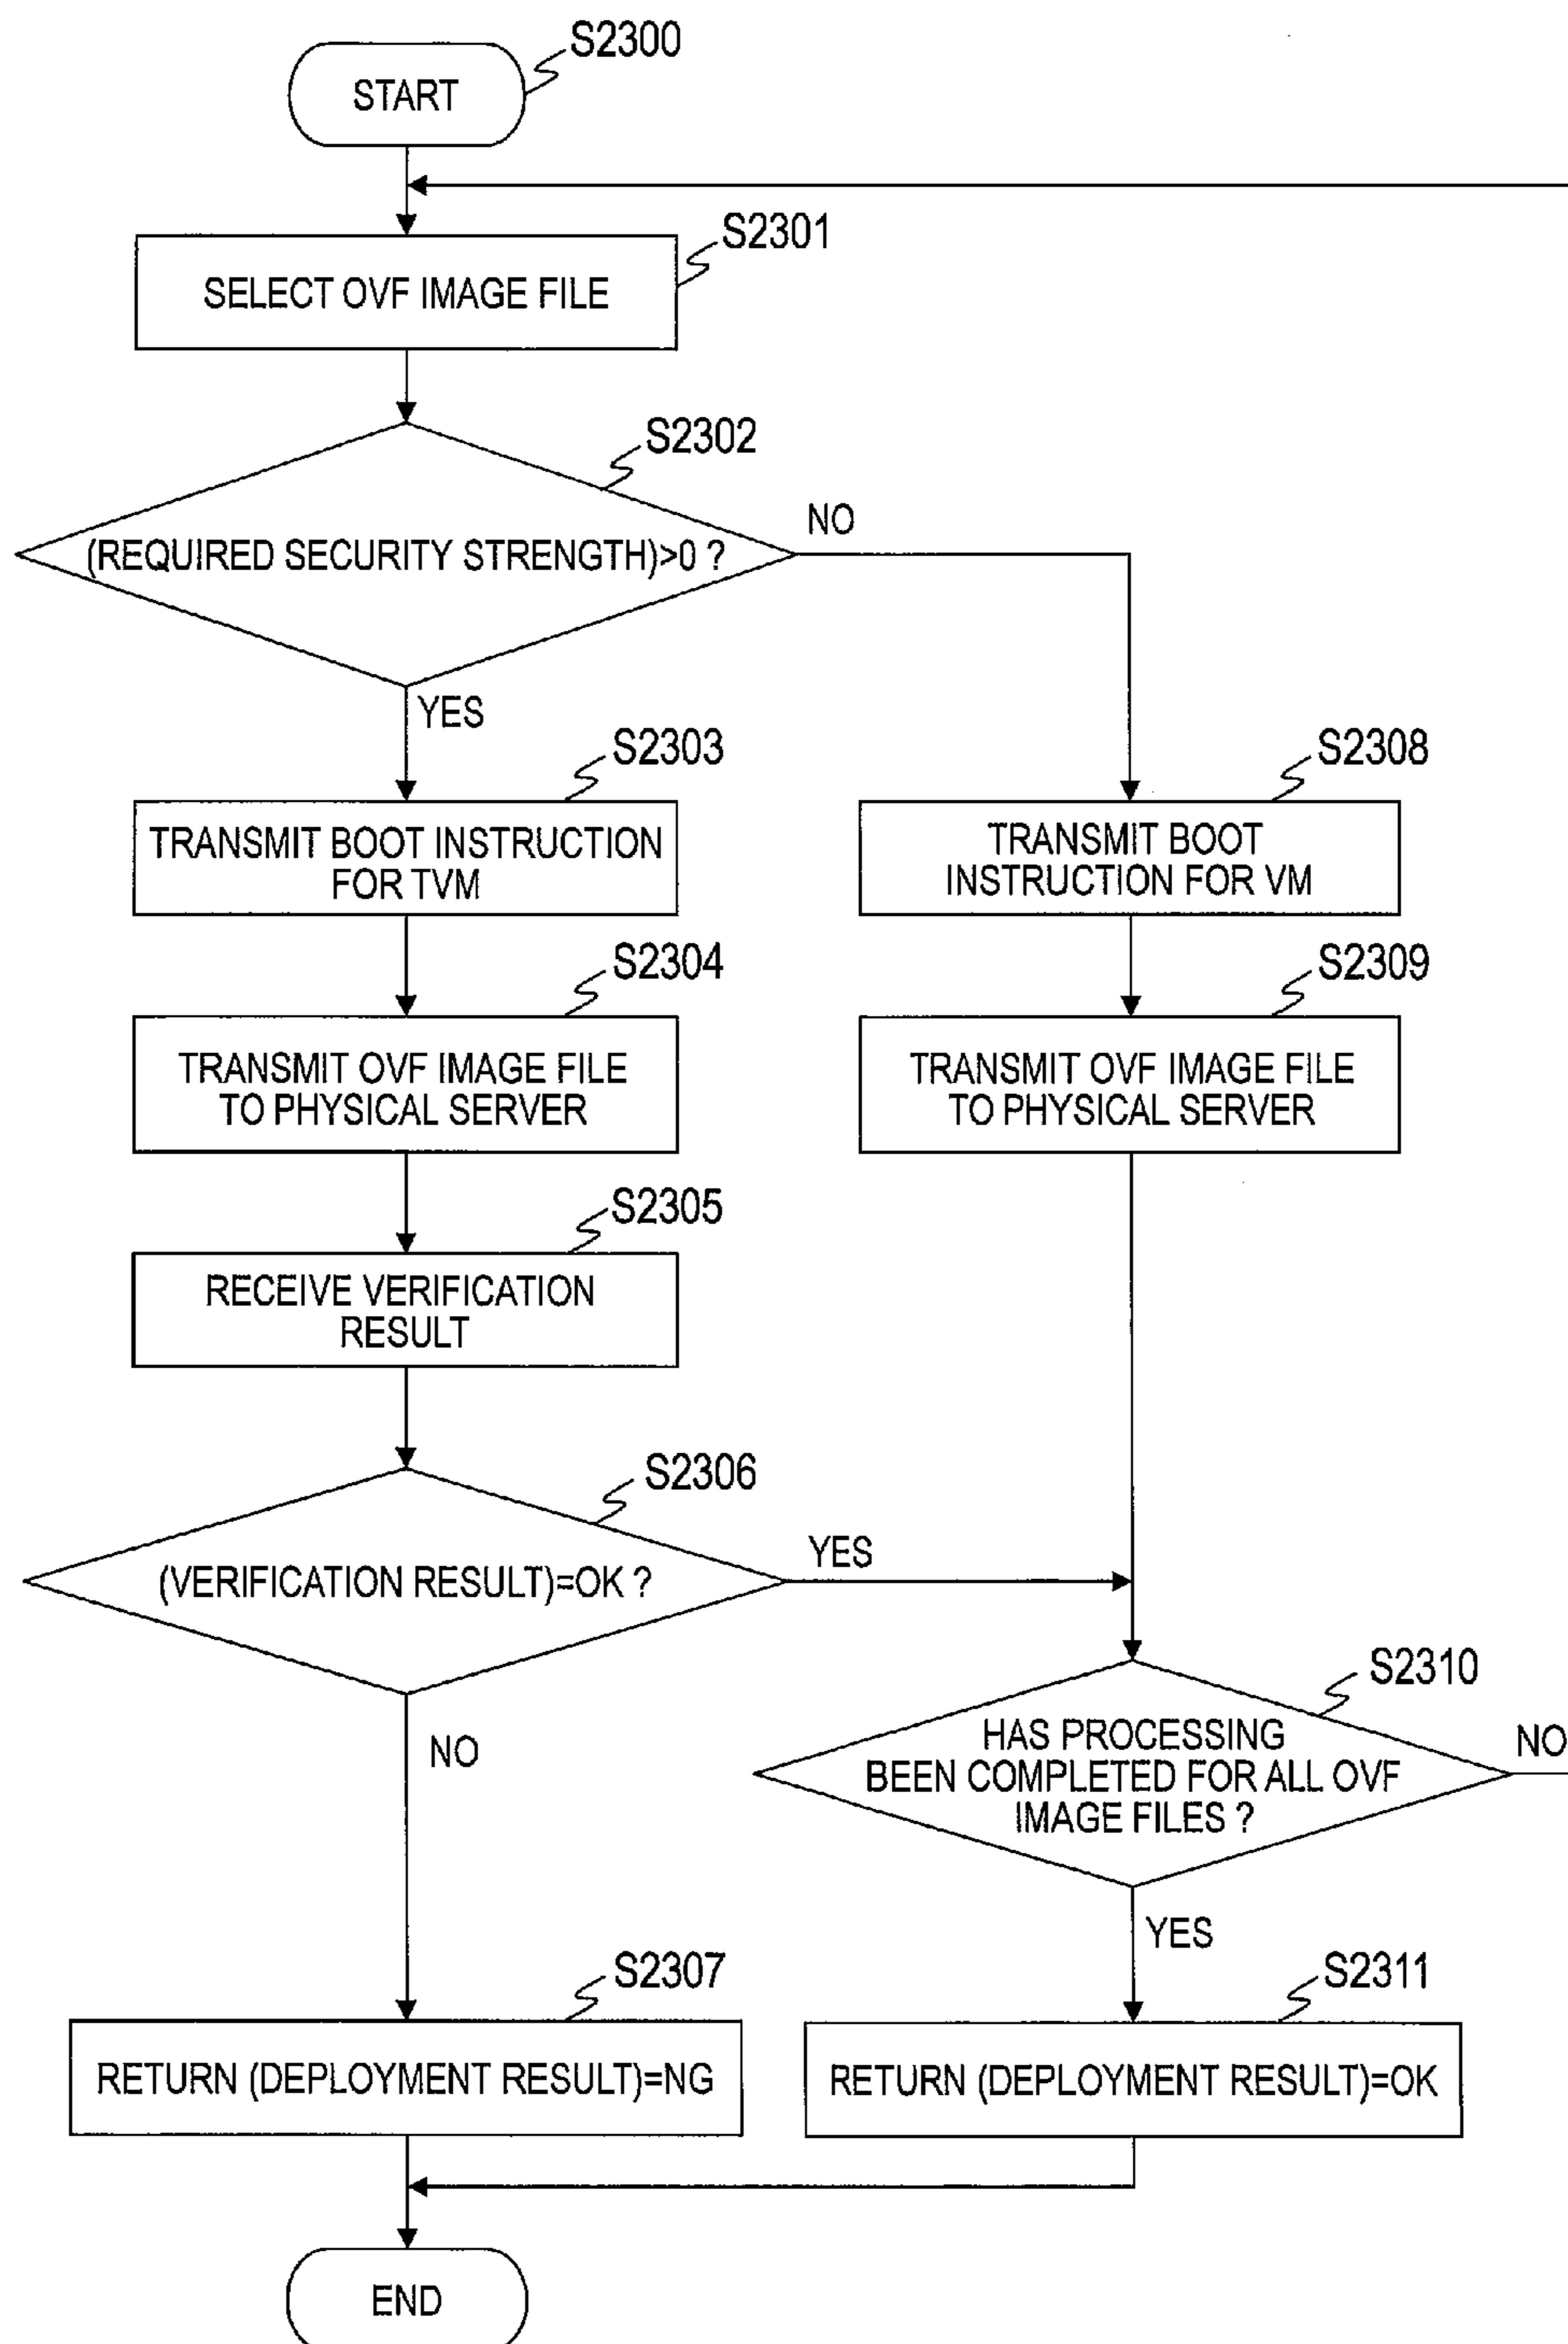 S2300
START
S2301
SELECT OVF IMAGE FILE
S2302
(REQUIRED SECURITY STRENGTH)>0 ?
NO
YES
S2303
TRANSMIT BOOT INSTRUCTION
FOR TVM
S2308
TRANSMIT BOOT
INSTRUCTION FOR VM
S2304
TRANSMIT OVF IMAGE FILE
TO PHYSICAL SERVER
S2309
TRANSMIT OVF IMAGE FILE
TO PHYSICAL SERVER
S2305
RECEIVE VERIFICATION
RESULT
S2306
(VERIFICATION RESULT)=OK ?
YES
NO
S2310
HAS PROCESSING
BEEN COMPLETED FOR ALL OVF
IMAGE FILES ?
NO
YES
S2307
RETURN (DEPLOYMENT RESULT)=NG
S2311
RETURN (DEPLOYMENT RESULT)=OK
END